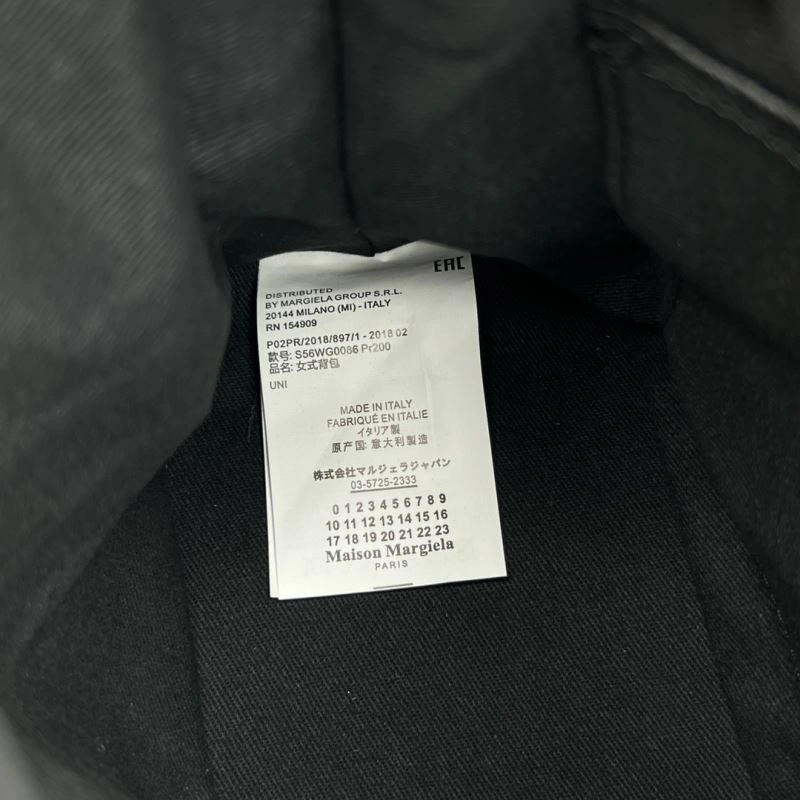 EAC
DISTRIBUTED
BY MARGIELA GROUP S.R.L.
20144 MILANO (MI) - ITALY
RN 154909
P02PR/2018/897/1 - 2018 02
款号: S56WG0086 Pr200
品名: 女式背包
UNI
MADE IN ITALY
FABRIQUÉ EN ITALIE
イタリア製
原产国: 意大利製造
株式会社マルジェラジャパン
03-5725-2333
0 1 2 3 4 5 6 7 8 9
10 11 12 13 14 15 16
17 18 19 20 21 22 23
Maison Margiela
PARIS